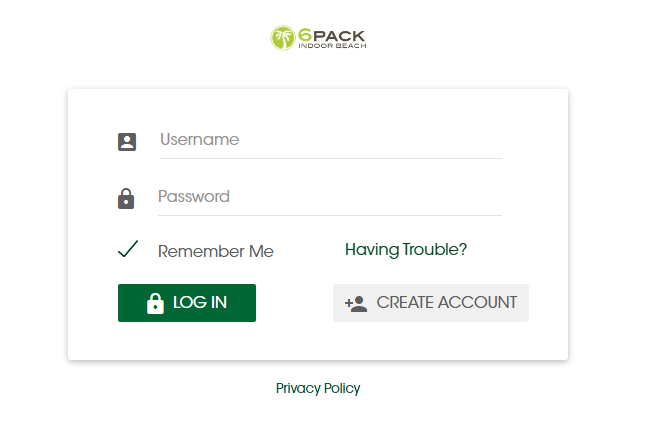 6PACK
INDOOR BEACH
Username
Password
Remember Me
Having Trouble?
LOG IN
CREATE ACCOUNT
Privacy Policy